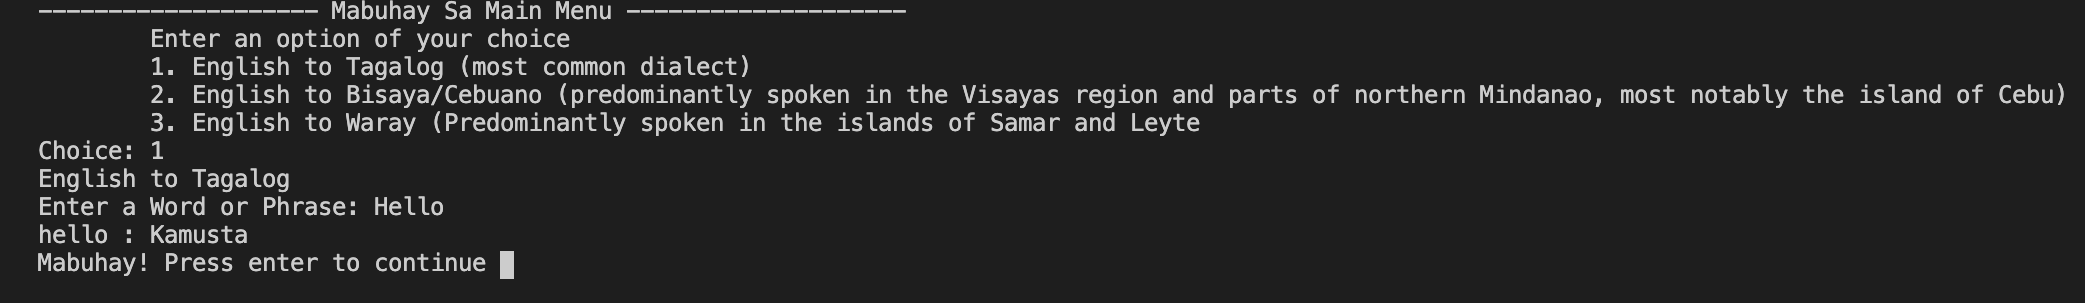 -------------------- Mabuhay Sa Main Menu --------------------
Enter an option of your choice
1. English to Tagalog (most common dialect)
2. English to Bisaya/Cebuano (predominantly spoken in the Visayas region and parts of northern Mindanao, most notably the island of Cebu)
3. English to Waray (Predominantly spoken in the islands of Samar and Leyte
Choice: 1
English to Tagalog
Enter a Word or Phrase: Hello
hello : Kamusta
Mabuhay! Press enter to continue